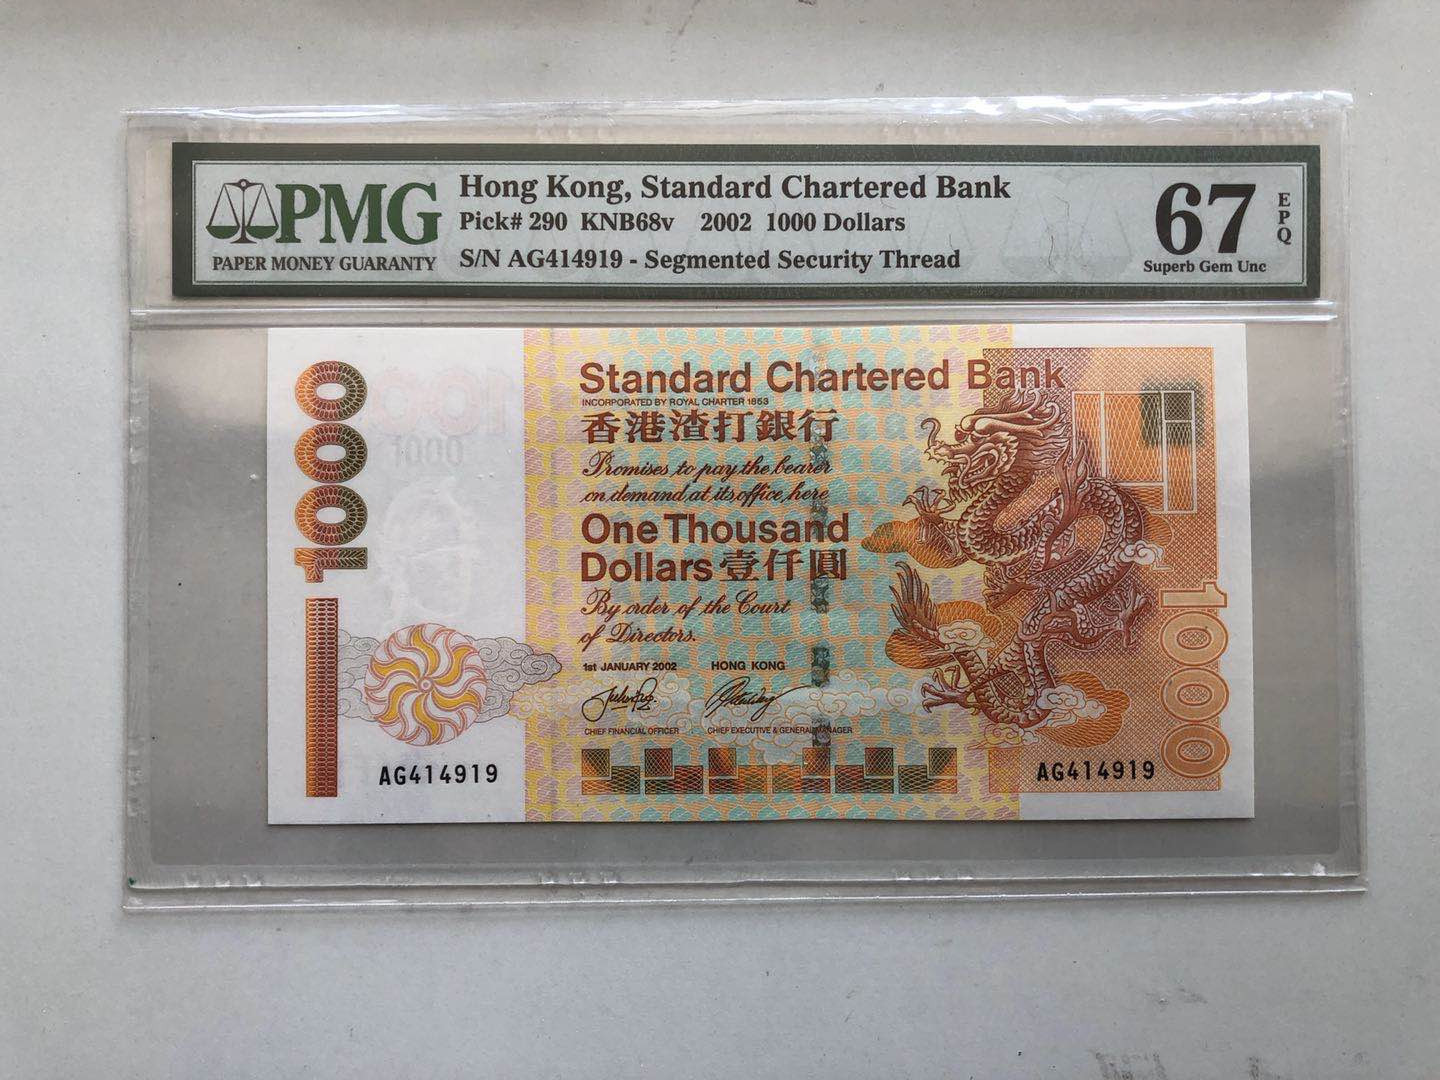 PMG
PAPER MONEY GUARANTY
Hong Kong, Standard Chartered Bank
Pick# 290 KNB68v 2002 1000 Dollars
S/N AG414919 - Segmented Security Thread
67
EPQ
Superb Gem Unc
1000
1000
Standard Chartered Bank
INCORPORATED BY ROYAL CHARTER 1853
香港渣打銀行
Promises to pay the bearer
on demand at its office here
One Thousand
Dollars 壹仟圓
By order of the Court
of Directors.
1st JANUARY 2002 HONG KONG
CHIEF FINANCIAL OFFICER CHIEF EXECUTIVE & GENERAL MANAGER
AG414919
AG414919
1000